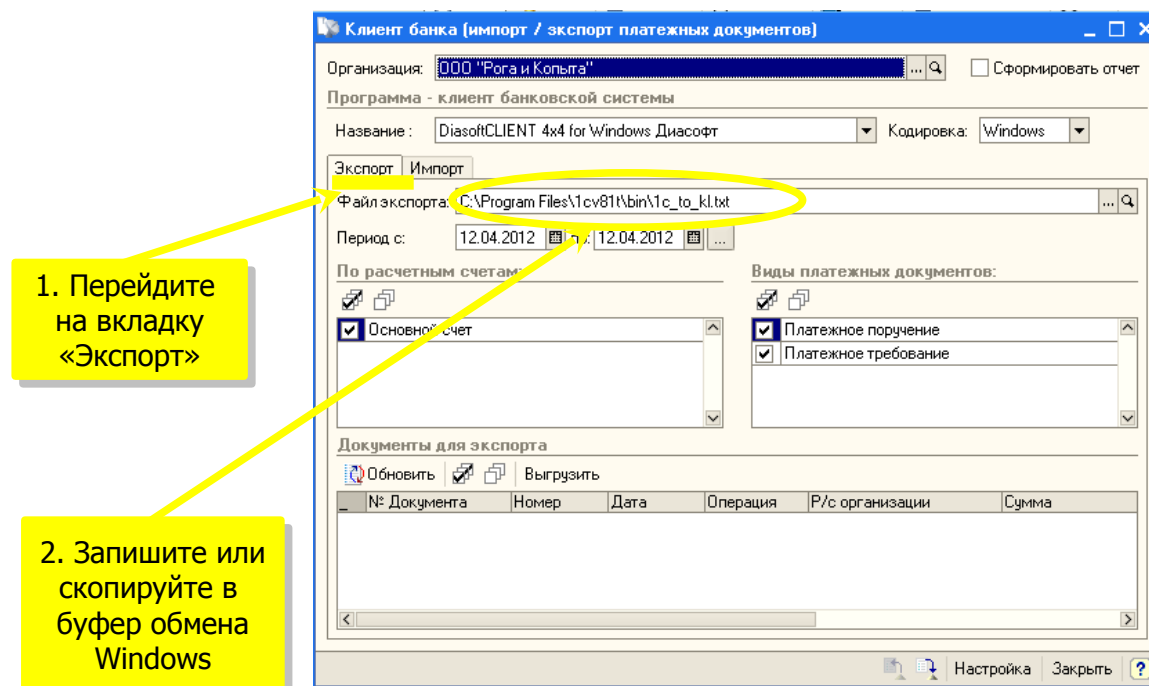 Клиент банка (импорт / экспорт платежных документов)
Организация: ООО "Рога и Копыта" ... Сформировать отчет
Программа - клиент банковской системы
Название : DiasoftCLIENT 4x4 for Windows Диасофт Кодировка: Windows
Экспорт Импорт
Файл экспорта: C:\Program Files\1cv81t\bin\1c_to_kl.txt ...
Период с: 12.04.2012 по: 12.04.2012 ...
По расчетным счетам: Виды платежных документов:
Основной счет Платежное поручение
Платежное требование
Документы для экспорта
Обновить Выгрузить
№ Документа Номер Дата Операция Р/с организации Сумма
Настройка Закрыть ?
1. Перейдите
на вкладку
«Экспорт»
2. Запишите или
скопируйте в
буфер обмена
Windows